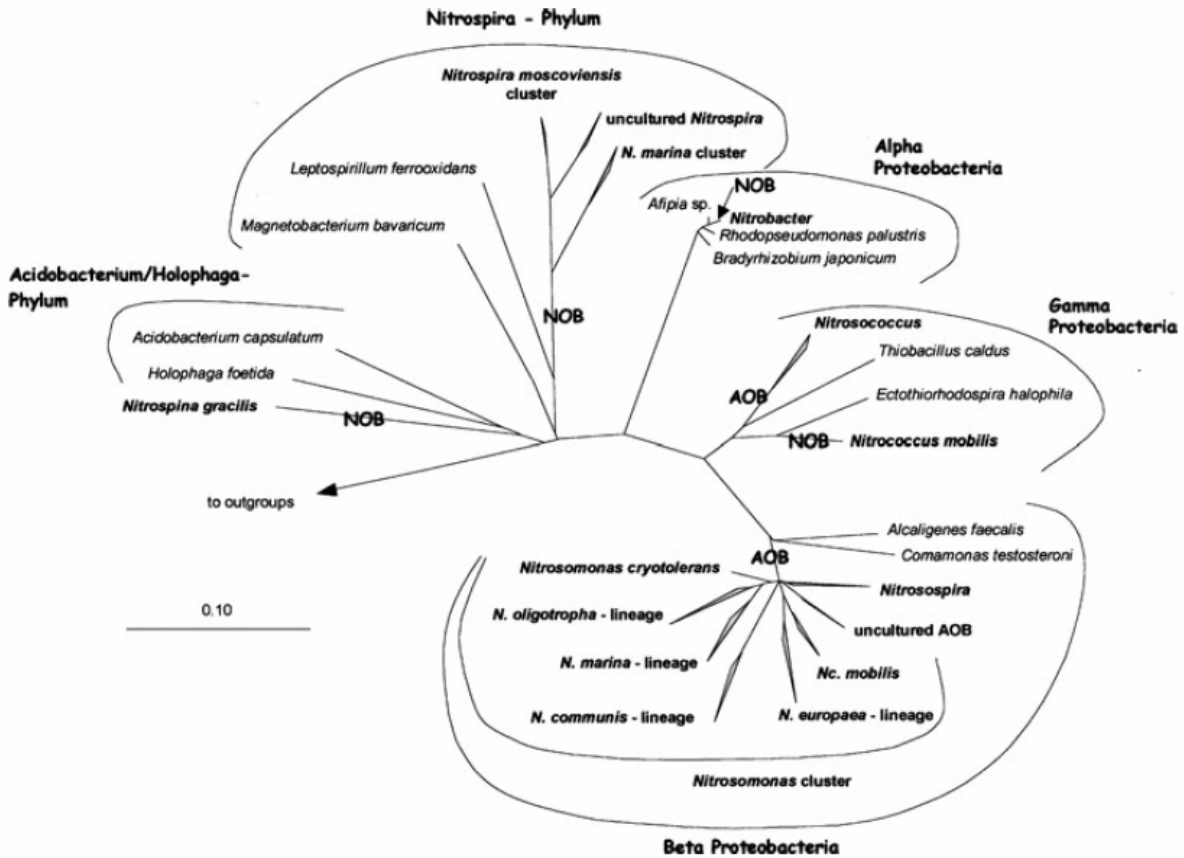 Nitrospira - Phylum
Nitrospira moscoviensis
cluster
uncultured Nitrospira
N. marina cluster
Leptospirillum ferrooxidans
Magnetobacterium bavaricum
NOB
Alpha
Proteobacteria
NOB
Afipia sp.
Nitrobacter
Rhodopseudomonas palustris
Bradyrhizobium japonicum
Acidobacterium/Holophaga-
Phylum
Acidobacterium capsulatum
Holophaga foetida
Nitrospina gracilis
NOB
Gamma
Proteobacteria
Nitrosococcus
Thiobacillus caldus
AOB
Ectothiorhodospira halophila
NOB
Nitrococcus mobilis
to outgroups
Alcaligenes faecalis
Comamonas testosteroni
AOB
Nitrosomonas cryotolerans
Nitrosospira
N. oligotropha - lineage
uncultured AOB
N. marina - lineage
Nc. mobilis
N. communis - lineage
N. europaea - lineage
0.10
Nitrosomonas cluster
Beta Proteobacteria